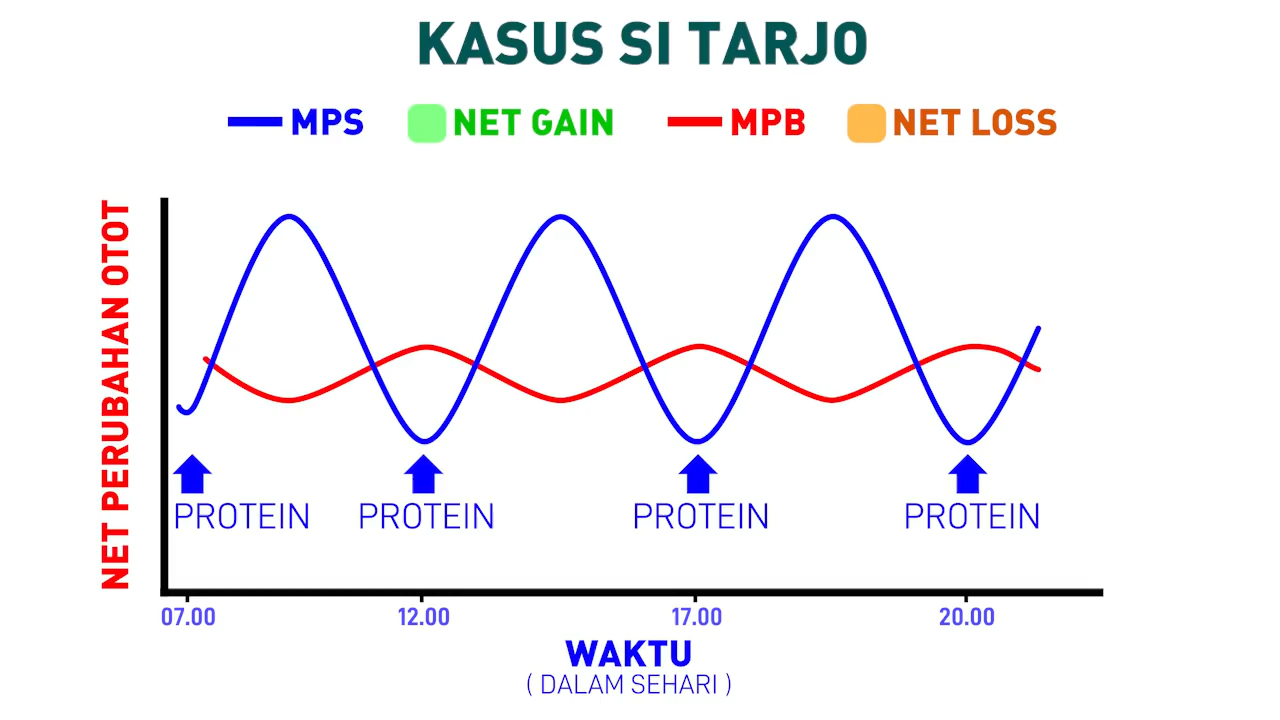 KASUS SI TARJO
MPS NET GAIN MPB NET LOSS
NET PERUBAHAN OTOT
PROTEIN PROTEIN PROTEIN PROTEIN
07.00 12.00 17.00 20.00
WAKTU
( DALAM SEHARI )